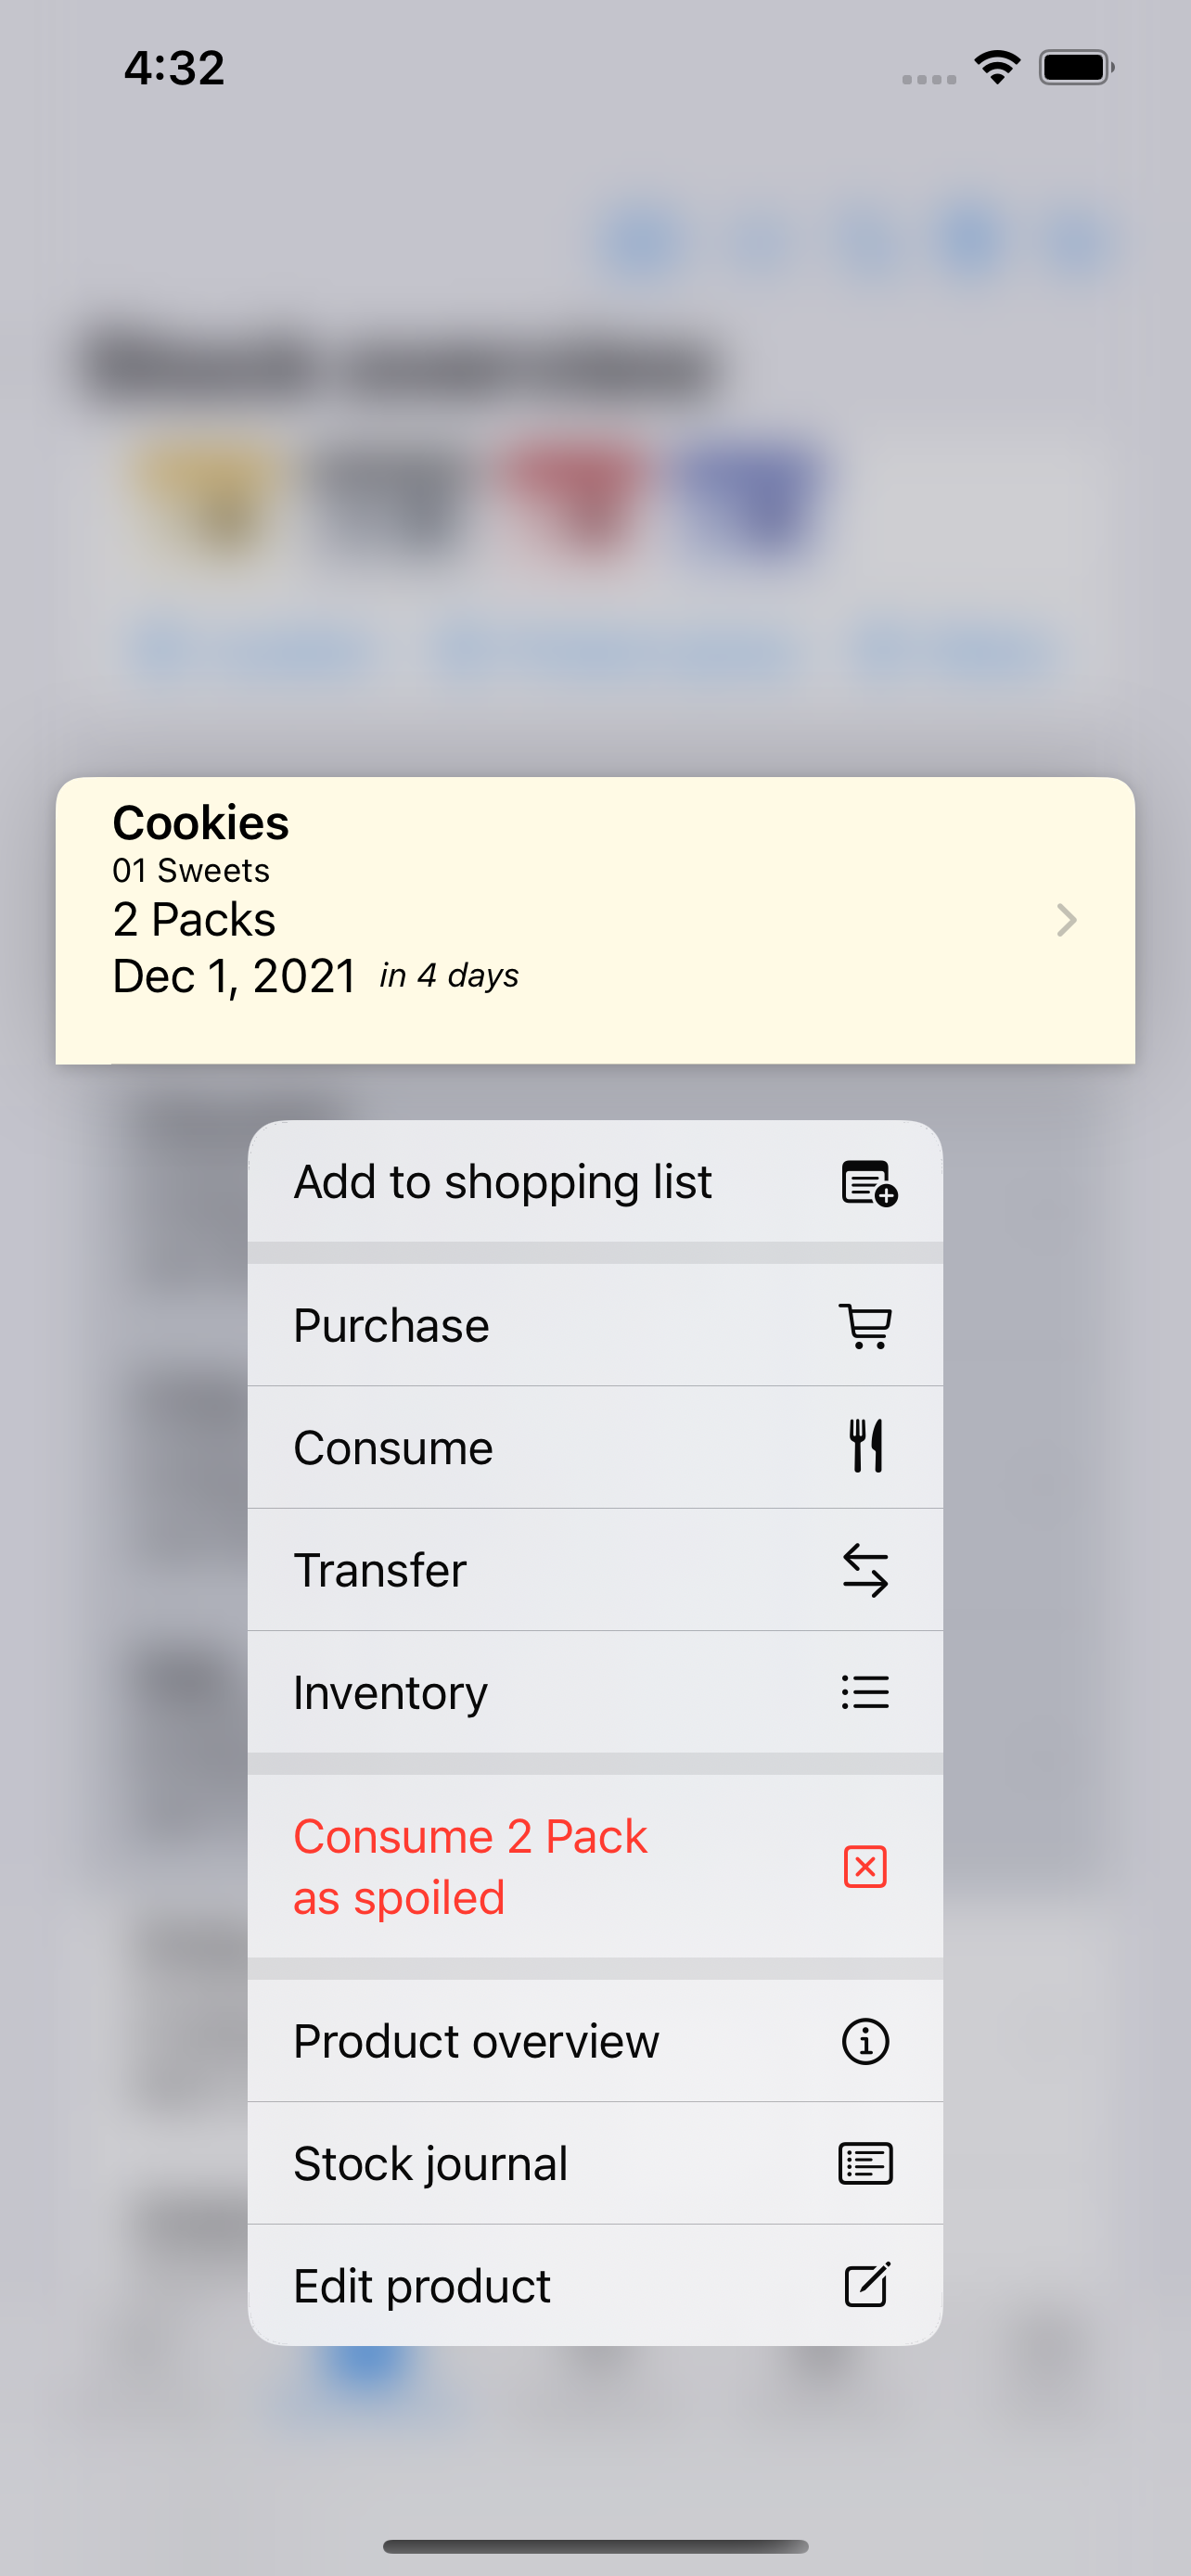 4:32
Cookies
01 Sweets
2 Packs
Dec 1, 2021 in 4 days
Add to shopping list
Purchase
Consume
Transfer
Inventory
Consume 2 Pack
as spoiled
Product overview
Stock journal
Edit product